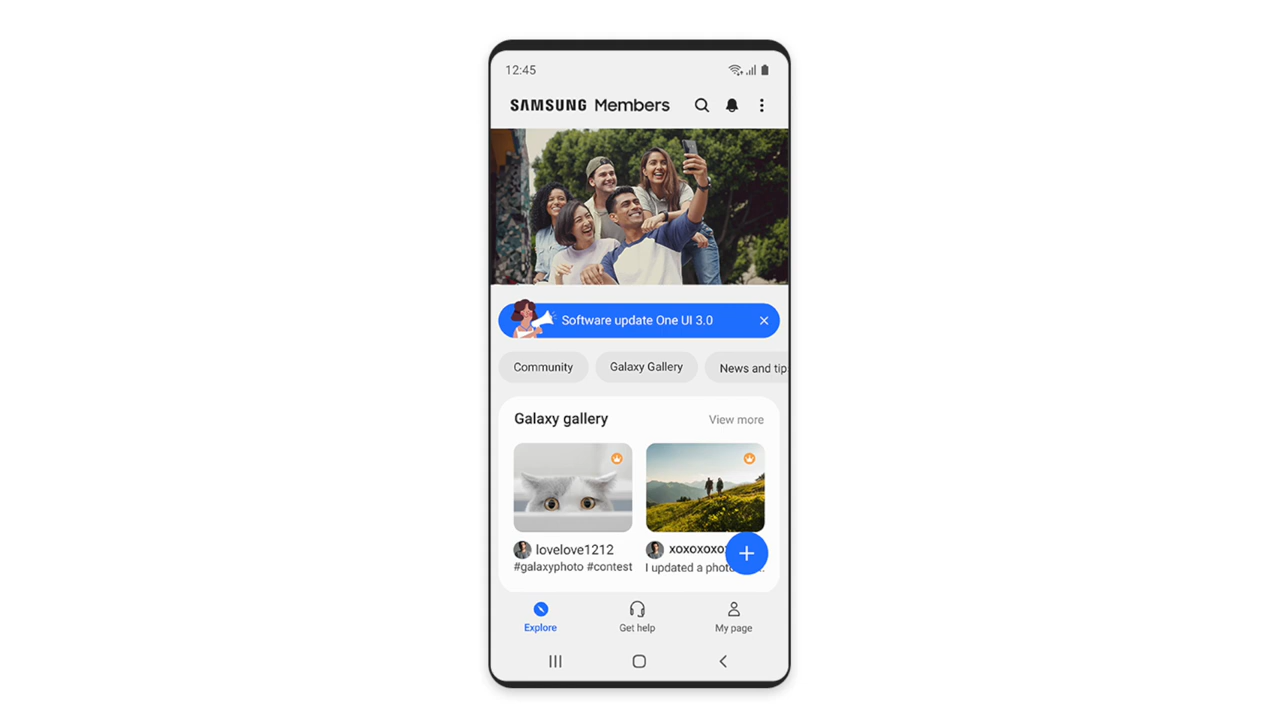 12:45
SAMSUNG Members
Software update One UI 3.0
Community
Galaxy Gallery
News and tip
Galaxy gallery
View more
lovelove1212
xoxoxoxo
#galaxyphoto #contest
I updated a phot
Explore
Get help
My page